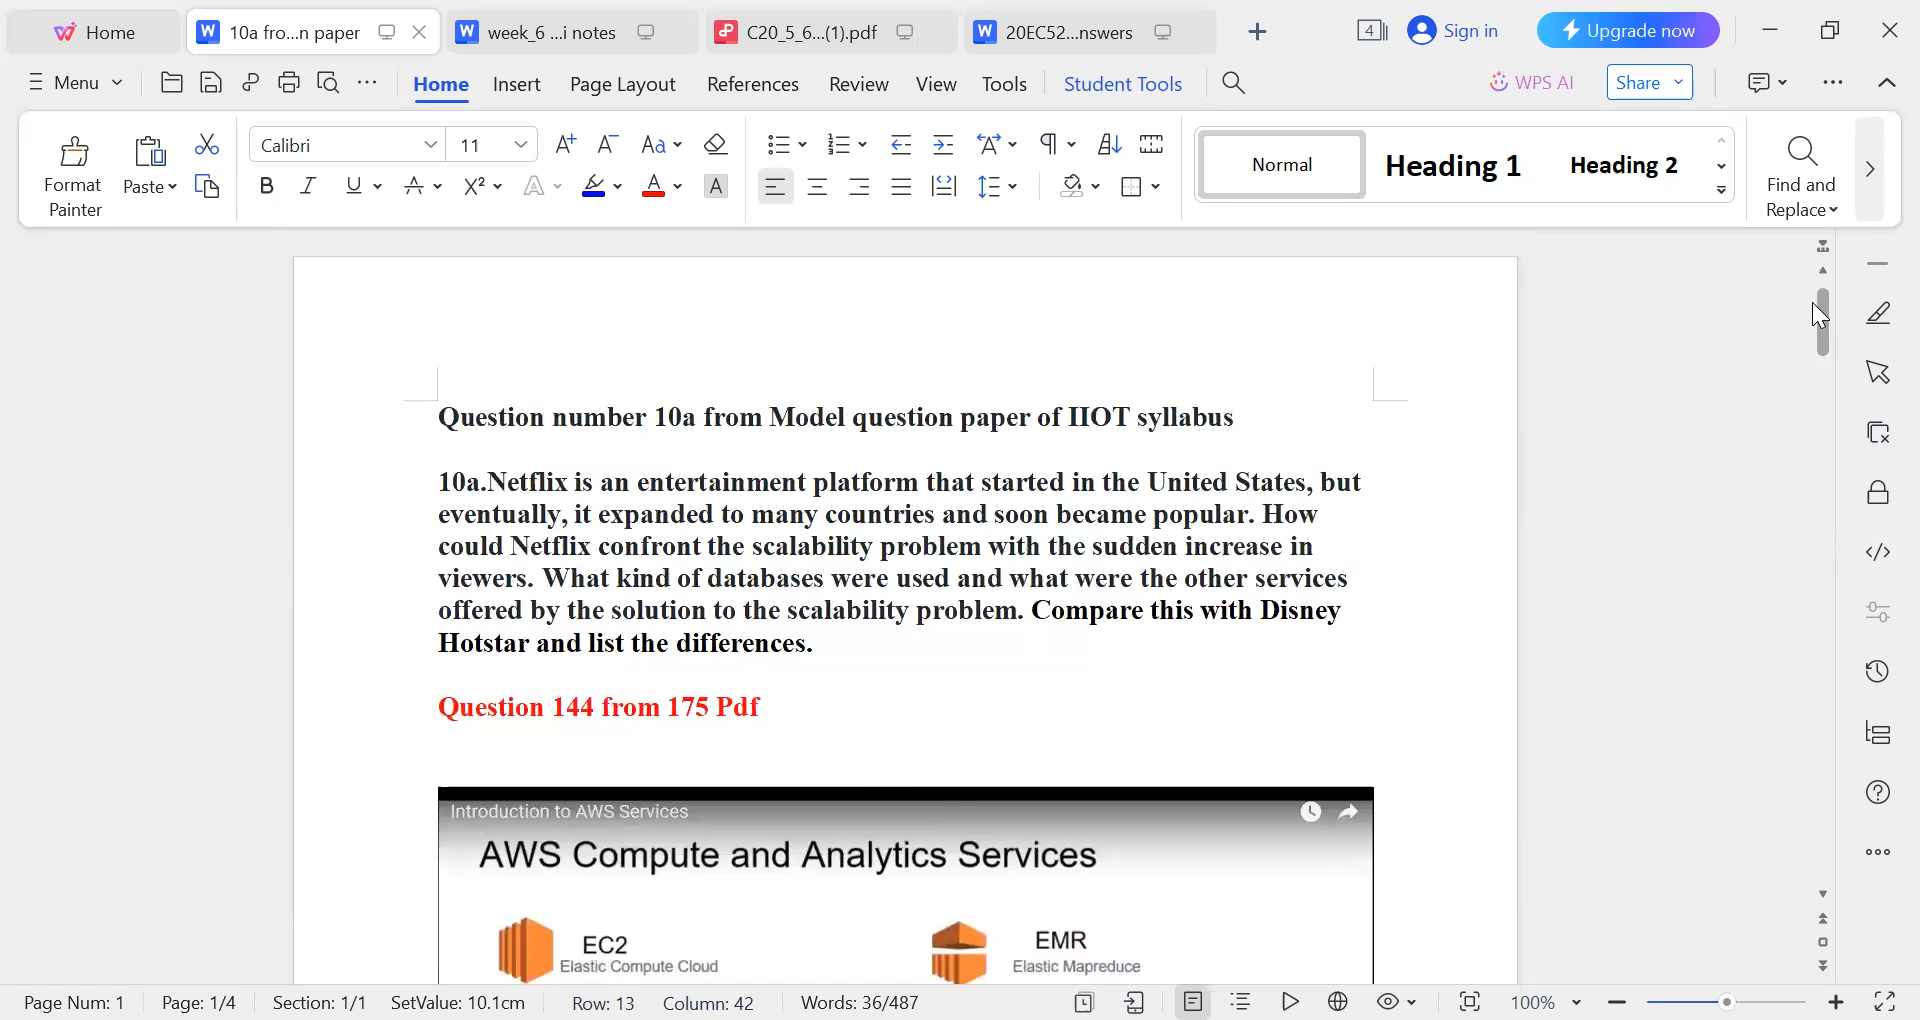 Home
10a fro...n paper
week_6 ...i notes
C20_5_6...(1).pdf
20EC52...nswers
4
Sign in
Upgrade now
Menu
Home
Insert
Page Layout
References
Review
View
Tools
Student Tools
WPS AI
Share
Format
Painter
Paste
Calibri
11
Normal
Heading 1
Heading 2
Find and
Replace
Question number 10a from Model question paper of IIOT syllabus
10a.Netflix is an entertainment platform that started in the United States, but
eventually, it expanded to many countries and soon became popular. How
could Netflix confront the scalability problem with the sudden increase in
viewers. What kind of databases were used and what were the other services
offered by the solution to the scalability problem. Compare this with Disney
Hotstar and list the differences.
Question 144 from 175 Pdf
Introduction to AWS Services
AWS Compute and Analytics Services
EC2
Elastic Compute Cloud
EMR
Elastic Mapreduce
Page Num: 1
Page: 1/4
Section: 1/1
SetValue: 10.1cm
Row: 13
Column: 42
Words: 36/487
100%